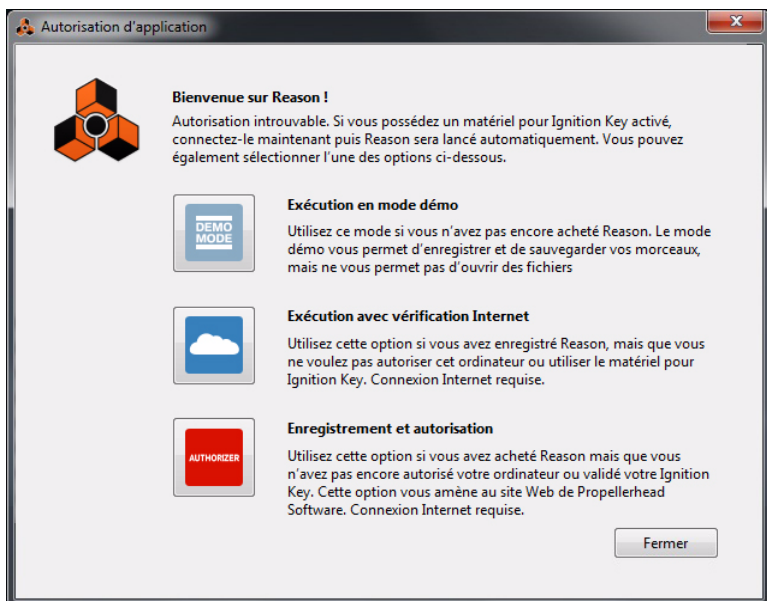 Autorisation d'application
Bienvenue sur Reason !
Autorisation introuvable. Si vous possédez un matériel pour Ignition Key activé,
connectez-le maintenant puis Reason sera lancé automatiquement. Vous pouvez
également sélectionner l'une des options ci-dessous.
DEMO
MODE
Exécution en mode démo
Utilisez ce mode si vous n'avez pas encore acheté Reason. Le mode
démo vous permet d'enregistrer et de sauvegarder vos morceaux,
mais ne vous permet pas d'ouvrir des fichiers
Exécution avec vérification Internet
Utilisez cette option si vous avez enregistré Reason, mais que vous
ne voulez pas autoriser cet ordinateur ou utiliser le matériel pour
Ignition Key. Connexion Internet requise.
AUTHORIZER
Enregistrement et autorisation
Utilisez cette option si vous avez acheté Reason mais que vous
n'avez pas encore autorisé votre ordinateur ou validé votre Ignition
Key. Cette option vous amène au site Web de Propellerhead
Software. Connexion Internet requise.
Fermer